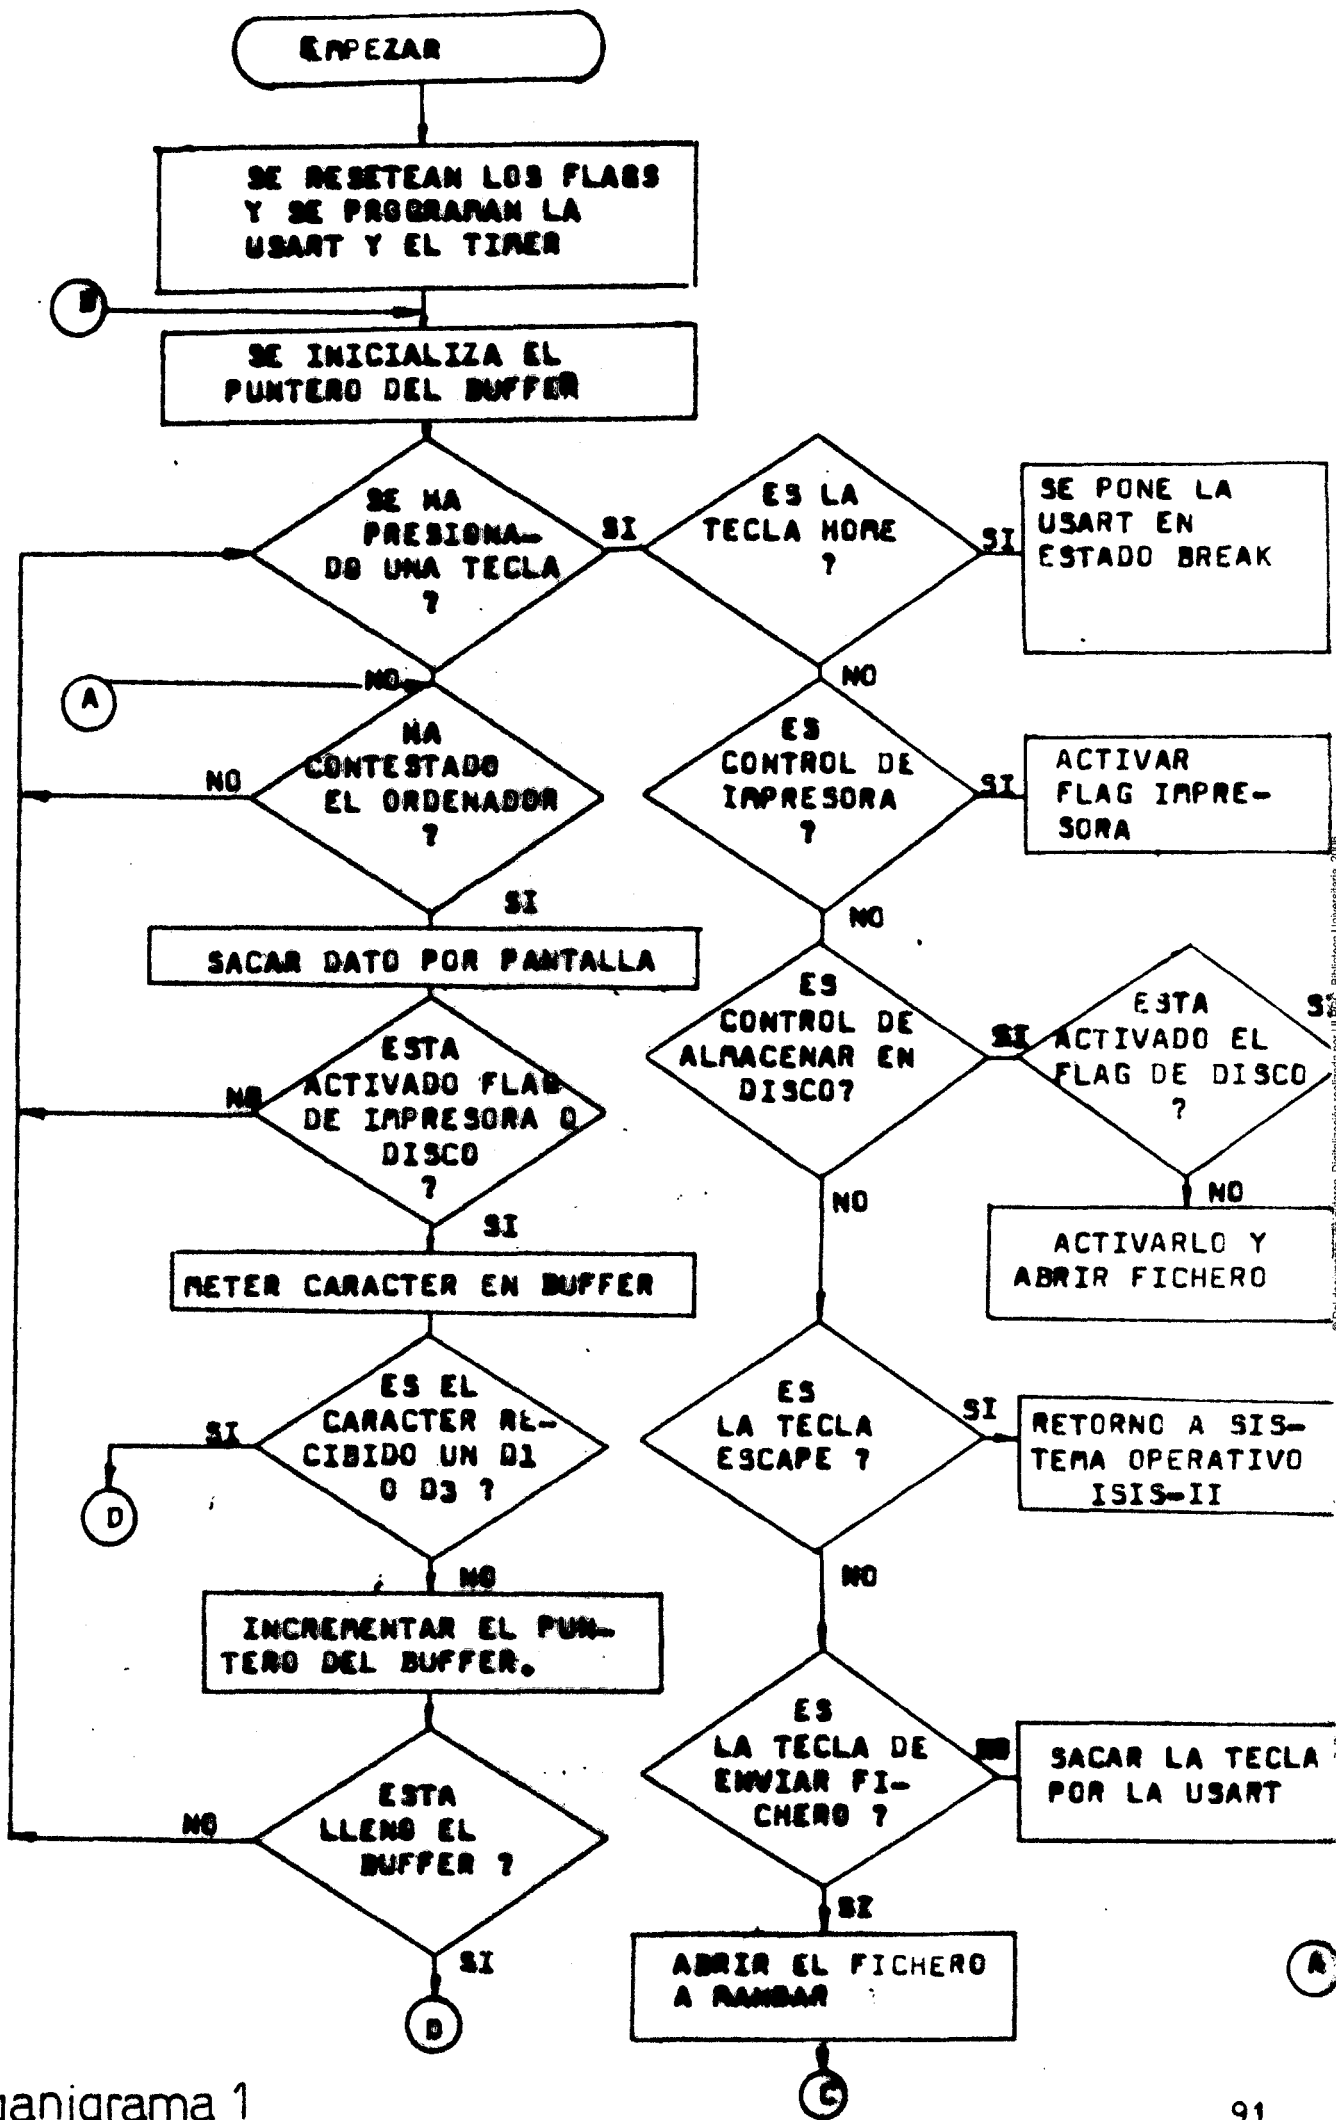 EMPEZAR
SE RESETEAN LOS FLAGS
Y SE PROGRAMAN LA
USART Y EL TIMER
SE INICIALIZA EL
PUNTERO DEL BUFFER
SE HA
PRESIONA-
DO UNA TECLA
?
SI
NO
A
HA
CONTESTADO
EL ORDENADOR
?
NO
SI
SACAR DATO POR PANTALLA
ESTA
ACTIVADO FLAG
DE IMPRESORA O
DISCO
?
NO
SI
METER CARACTER EN BUFFER
ES EL
CARACTER RE-
CIBIDO UN D1
O D3 ?
SI
D
NO
INCREMENTAR EL PUN-
TERO DEL BUFFER.
ESTA
LLENO EL
BUFFER ?
NO
SI
D
ES LA
TECLA HOME
?
SI
SE PONE LA
USART EN
ESTADO BREAK
NO
ES
CONTROL DE
IMPRESORA
?
SI
ACTIVAR
FLAG IMPRE-
SORA
NO
ES
CONTROL DE
ALMACENAR EN
DISCO?
SI
ESTA
ACTIVADO EL
FLAG DE DISCO
?
SI
NO
ACTIVARLO Y
ABRIR FICHERO
NO
ES
LA TECLA
ESCAPE ?
SI
RETORNO A SIS-
TEMA OPERATIVO
ISIS-II
NO
ES
LA TECLA DE
ENVIAR FI-
CHERO ?
SACAR LA TECLA
POR LA USART
SI
ABRIR EL FICHERO
A MANDAR
C
A
ganigrama 1
91